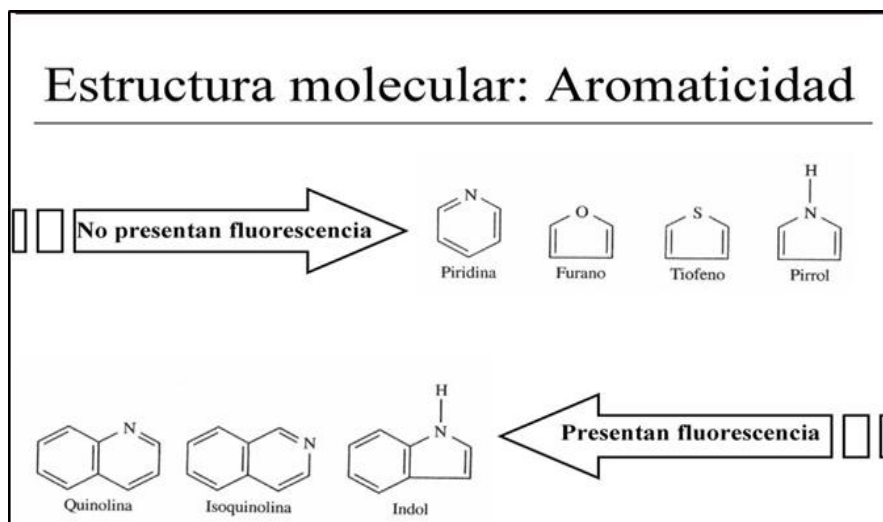 Estructura molecular: Aromaticidad
No presentan fluorescencia
N
Piridina
O
Furano
S
Tiofeno
H
N
Pirrol
N
Quinolina
N
Isoquinolina
H
N
Indol
Presentan fluorescencia